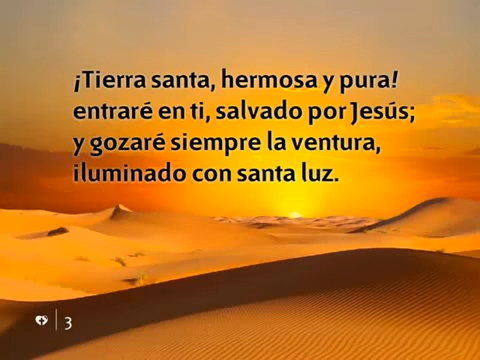 ¡Tierra santa, hermosa y pura!
entraré en ti, salvado por Jesús;
y gozaré siempre la ventura,
iluminado con santa luz.
3